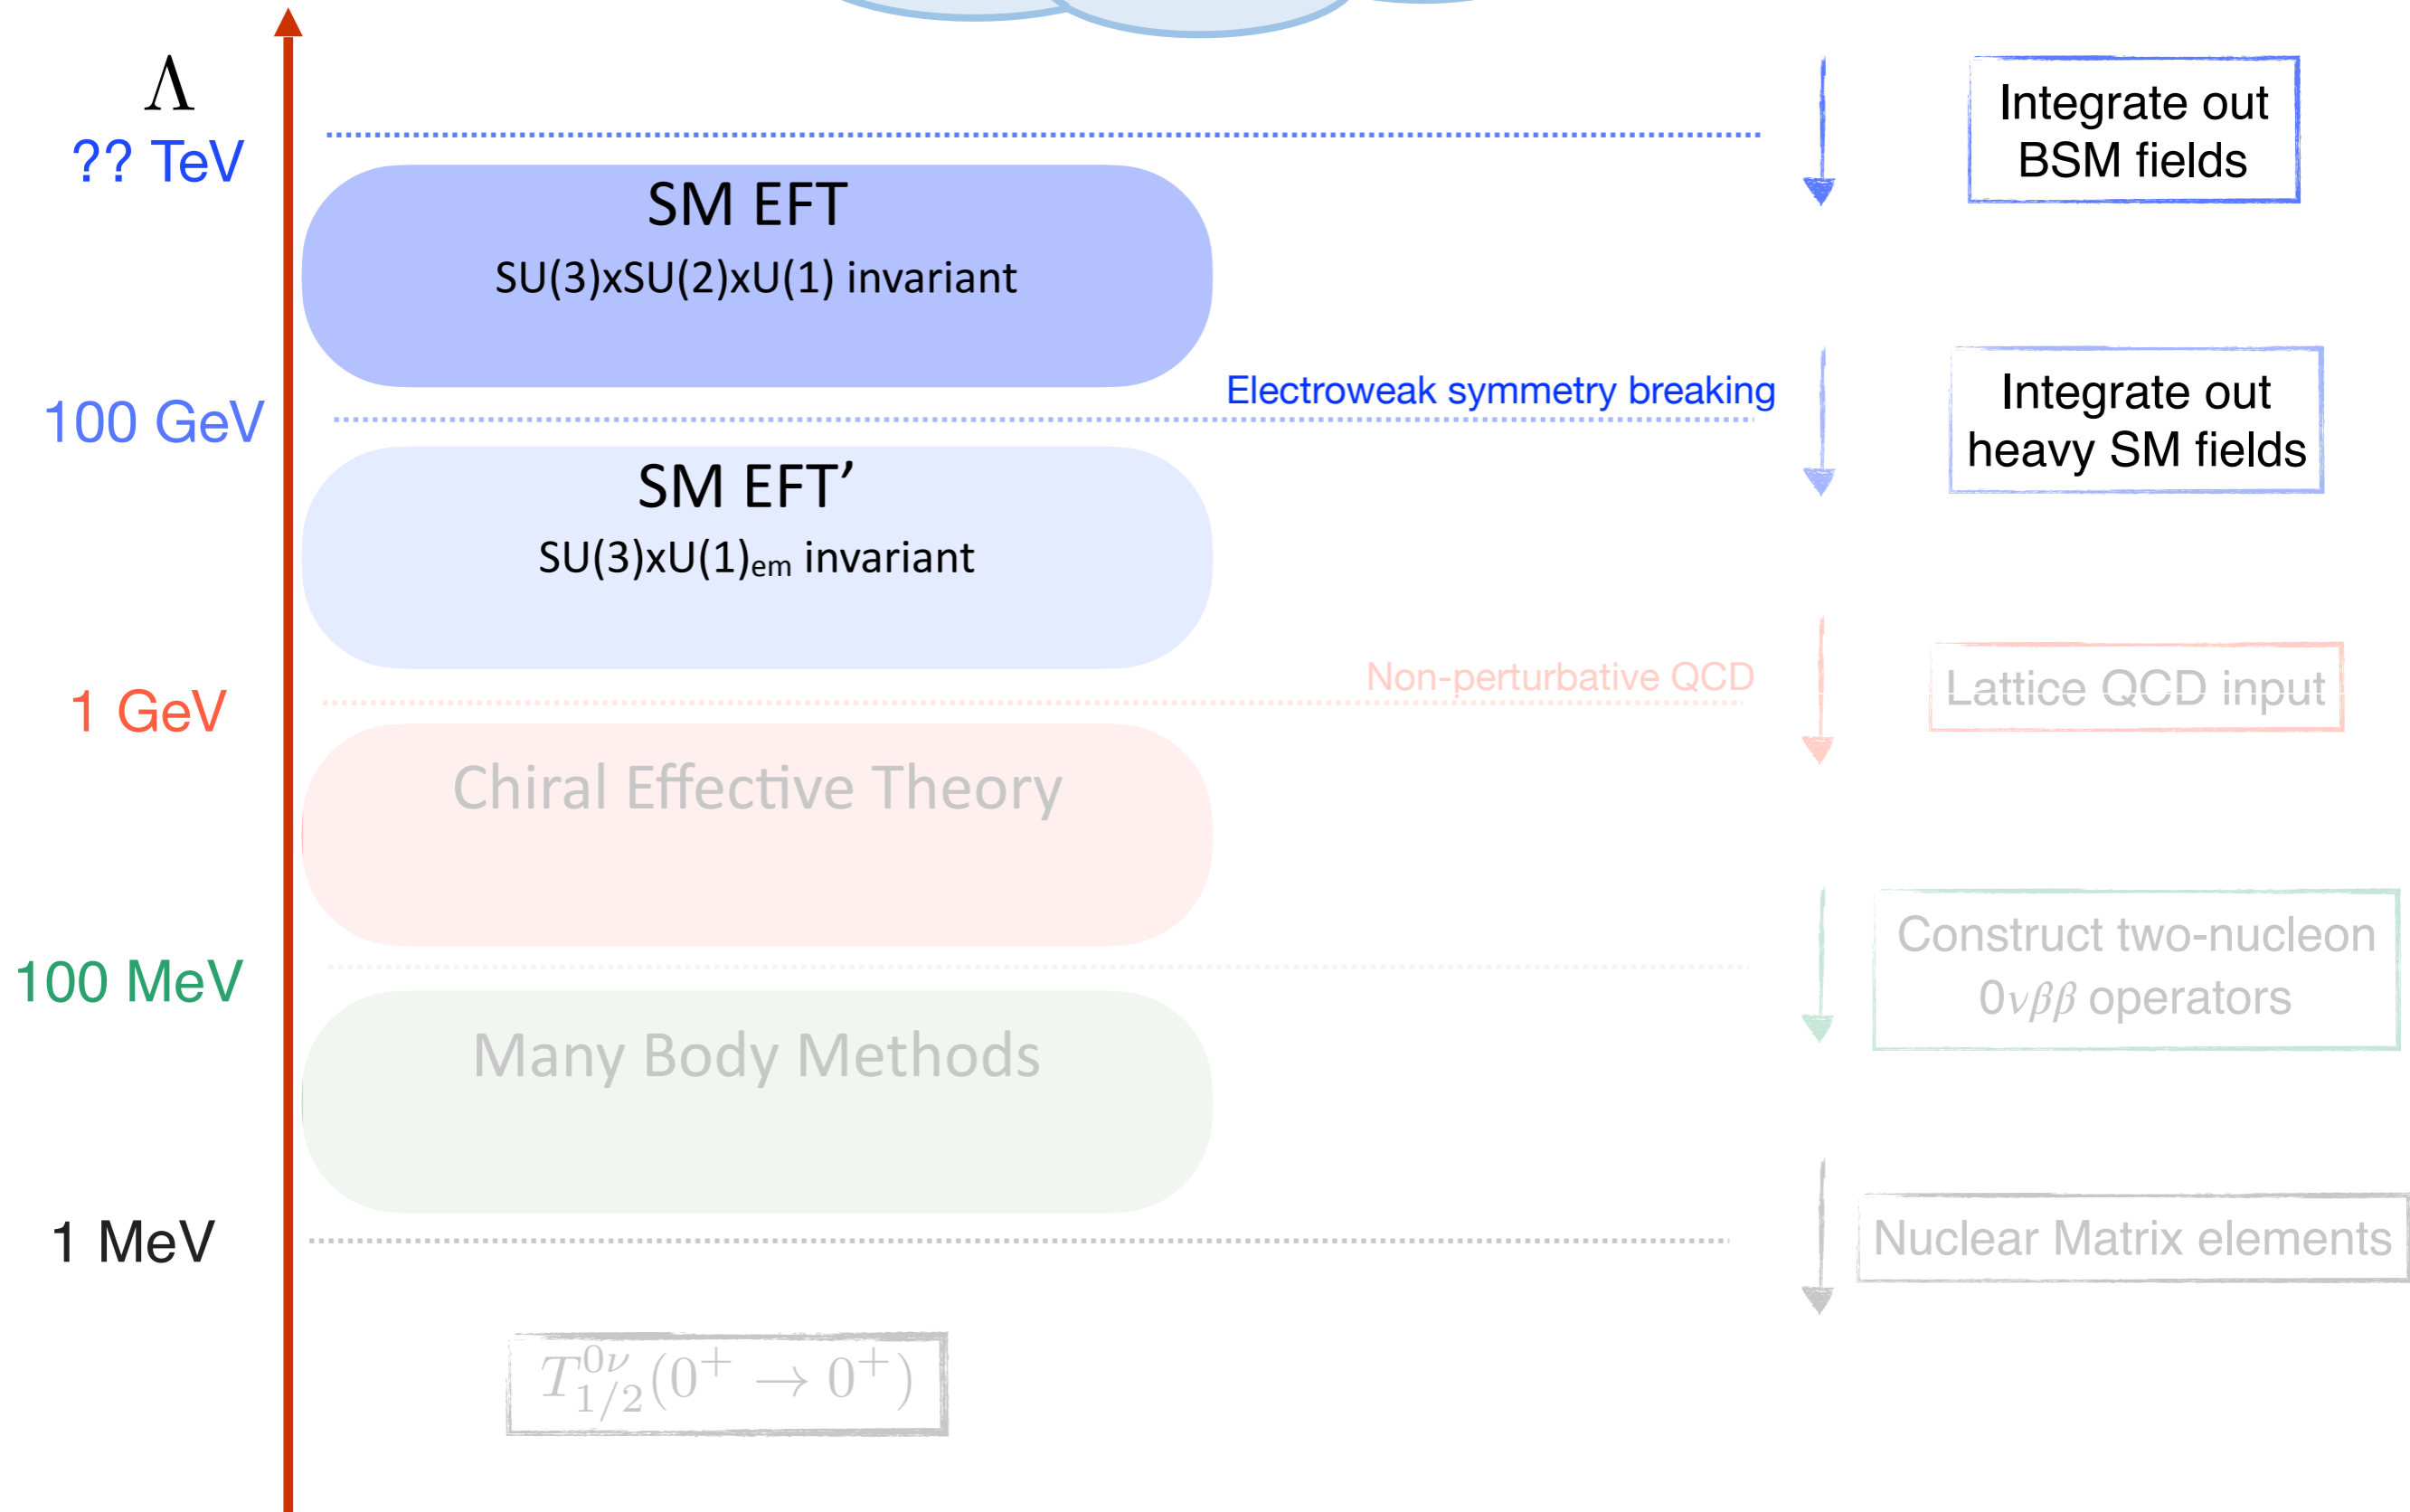 Λ
?? TeV
Integrate out
BSM fields
SM EFT
SU(3)xSU(2)xU(1) invariant
100 GeV
Electroweak symmetry breaking
Integrate out
heavy SM fields
SM EFT’
SU(3)xU(1)em invariant
1 GeV
Non-perturbative QCD
Lattice QCD input
Chiral Effective Theory
100 MeV
Construct two-nucleon
0νββ operators
Many Body Methods
1 MeV
Nuclear Matrix elements
T^{0ν}_{1/2}(0^+ → 0^+)